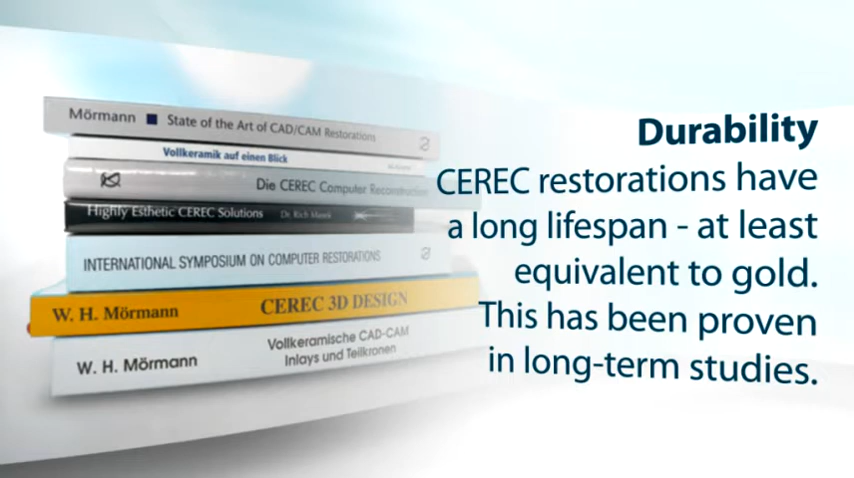 Mörmann State of the Art of CAD/CAM Restorations
Vollkeramik auf einen Blick
Die CEREC Computer Reconstruction
Highly Esthetic CEREC Solutions Dr. Rich Masek
INTERNATIONAL SYMPOSIUM ON COMPUTER RESTORATIONS
W. H. Mörmann CEREC 3D DESIGN
W. H. Mörmann Vollkeramische CAD-CAM
Inlays und Teilkronen
Durability
CEREC restorations have
a long lifespan - at least
equivalent to gold.
This has been proven
in long-term studies.